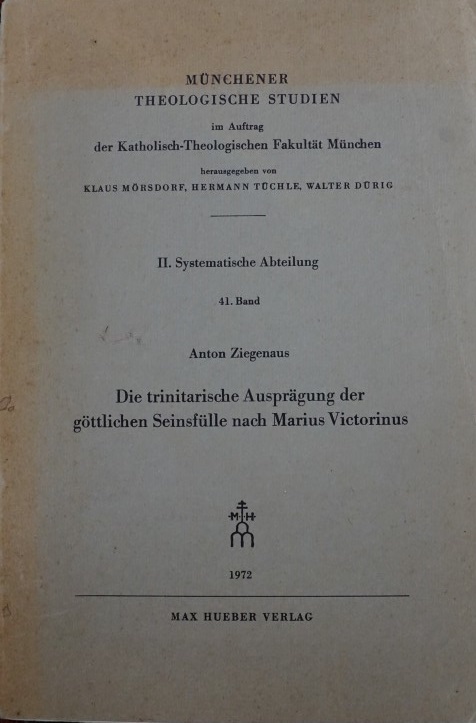 MÜNCHENER
THEOLOGISCHE STUDIEN
im Auftrag
der Katholisch-Theologischen Fakultät München
herausgegeben von
KLAUS MÖRSDORF, HERMANN TÜCHLE, WALTER DÜRIG
II. Systematische Abteilung
41. Band
Anton Ziegenaus
Die trinitarische Ausprägung der
göttlichen Seinsfülle nach Marius Victorinus
M H
1972
MAX HUEBER VERLAG